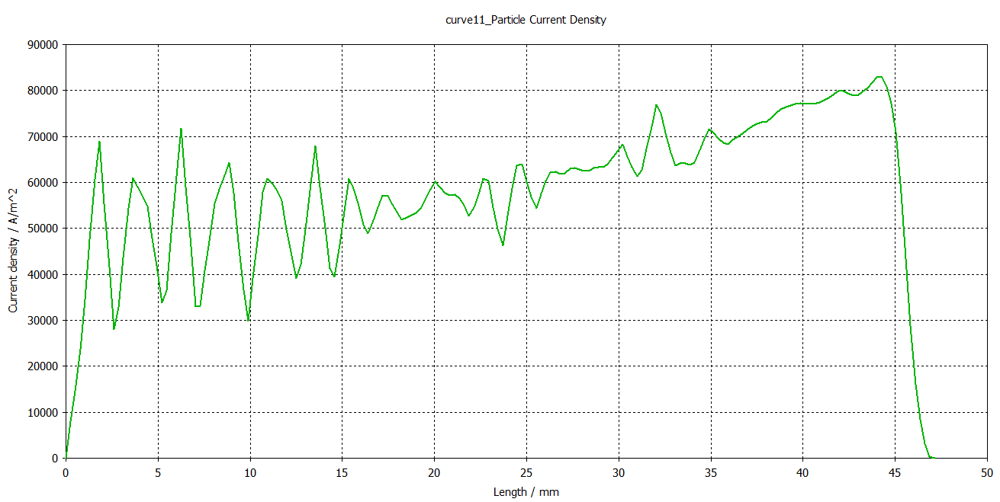 curve11_Particle Current Density
90000
80000
70000
60000
50000
40000
30000
20000
10000
0
Current density / A/m^2
0 5 10 15 20 25 30 35 40 45 50
Length / mm